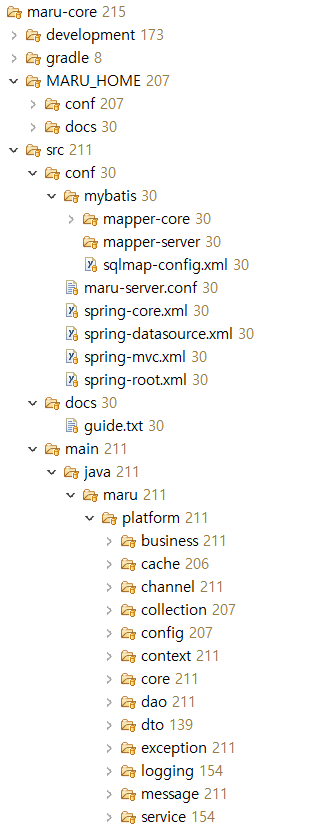 maru-core 215
development 173
gradle 8
MARU_HOME 207
conf 207
docs 30
src 211
conf 30
mybatis 30
mapper-core 30
mapper-server 30
sqlmap-config.xml 30
maru-server.conf 30
spring-core.xml 30
spring-datasource.xml 30
spring-mvc.xml 30
spring-root.xml 30
docs 30
guide.txt 30
main 211
java 211
maru 211
platform 211
business 211
cache 206
channel 211
collection 207
config 207
context 211
core 211
dao 211
dto 139
exception 211
logging 154
message 211
service 154